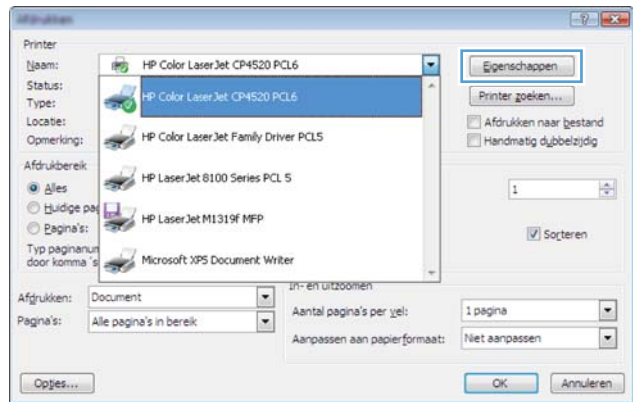 Afdrukken
Printer
Naam: HP Color LaserJet CP4520 PCL6 Eigenschappen
Status: HP Color LaserJet CP4520 PCL6 Printer zoeken...
Type:
Locatie: Afdrukken naar bestand
Opmerking: HP Color LaserJet Family Driver PCL5 Handmatig dubbelzijdig
Afdrukbereik
Alles HP LaserJet 8100 Series PCL 5 1
Huidige
Pagina's: HP LaserJet M1319f MFP Sorteren
Typ
door komma's Microsoft XPS Document Writer
In- en uitzoomen
Afdrukken: Document Aantal pagina's per vel: 1 pagina
Pagina's: Alle pagina's in bereik Aanpassen aan papierformaat: Niet aanpassen
Opties... OK Annuleren